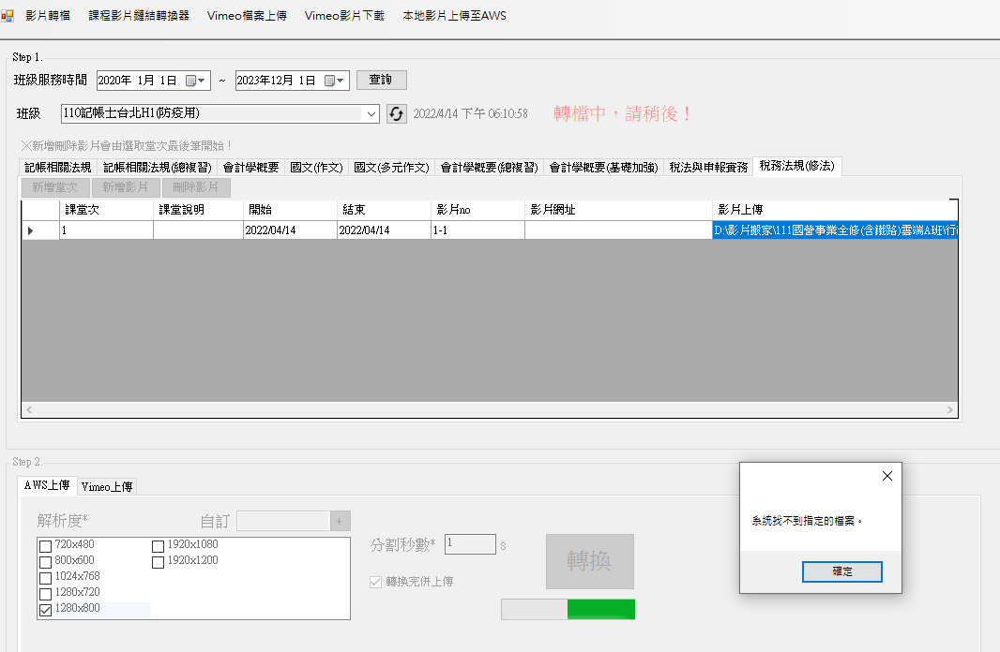 影片轉檔 課程影片鏈結轉換器 Vimeo檔案上傳 Vimeo影片下載 本地影片上傳至AWS
Step 1.
班級服務時間 2020年 1月 1日 ~ 2023年12月 1日 查詢
班級 110記帳士台北H1(防疫用) 2022/4/14 下午 06:10:58 轉檔中，請稍後！
※新增刪除影片會由選取堂次最後筆開始！
記帳相關法規 記帳相關法規(總複習) 會計學概要 國文(作文) 國文(多元作文) 會計學概要(總複習) 會計學概要(基礎加強) 稅法與申報實務 稅務法規(修法)
新增堂次 新增影片 刪除影片
課堂次 課堂說明 開始 結束 影片no 影片網址 影片上傳
1 2022/04/14 2022/04/14 1-1 D:\影片搬家\111國營事業全修(含鐵路)雲端A班\行
Step 2.
AWS上傳 Vimeo上傳
解析度* 自訂 +
720x480 1920x1080
800x600 1920x1200
1024x768
1280x720
1280x800
分割秒數* 1 s
轉換完併上傳
轉換
系統找不到指定的檔案。
確定